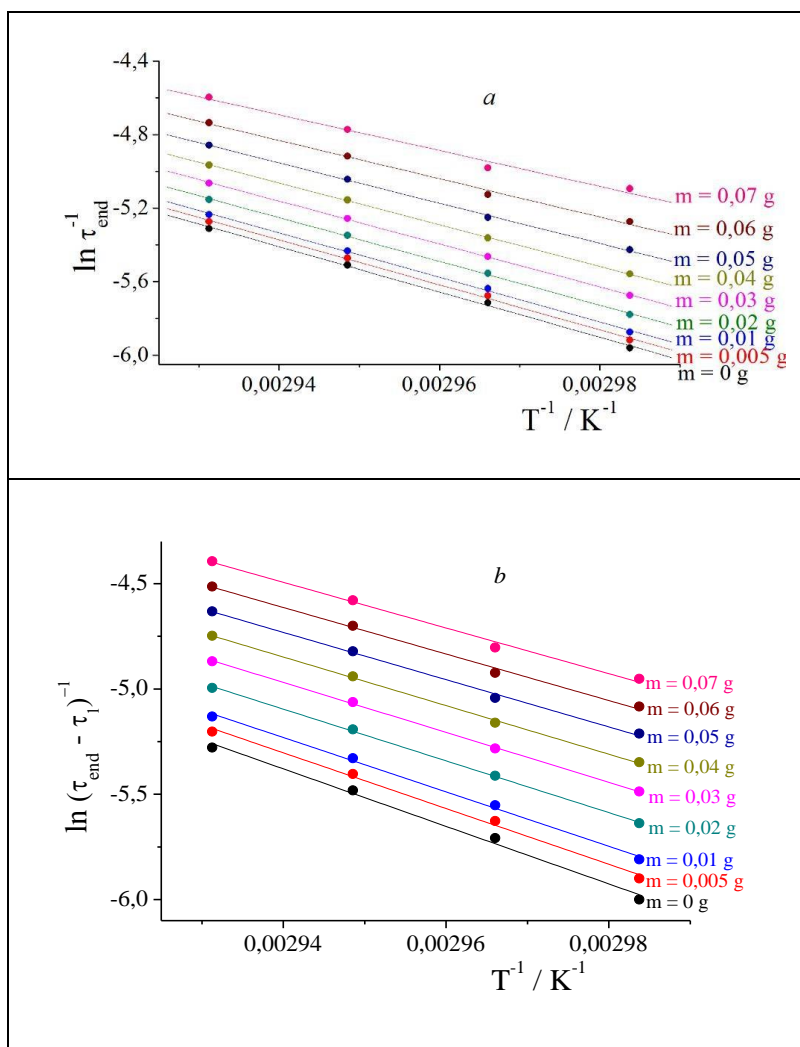 a
ln τ_end^-1
-4,4
-4,8
-5,2
-5,6
-6,0
m = 0,07 g
m = 0,06 g
m = 0,05 g
m = 0,04 g
m = 0,03 g
m = 0,02 g
m = 0,01 g
m = 0,005 g
m = 0 g
0,00294 0,00296 0,00298
T^-1 / K^-1
b
ln (τ_end - τ_1)^-1
-4,5
-5,0
-5,5
-6,0
m = 0,07 g
m = 0,06 g
m = 0,05 g
m = 0,04 g
m = 0,03 g
m = 0,02 g
m = 0,01 g
m = 0,005 g
m = 0 g
0,00294 0,00296 0,00298
T^-1 / K^-1